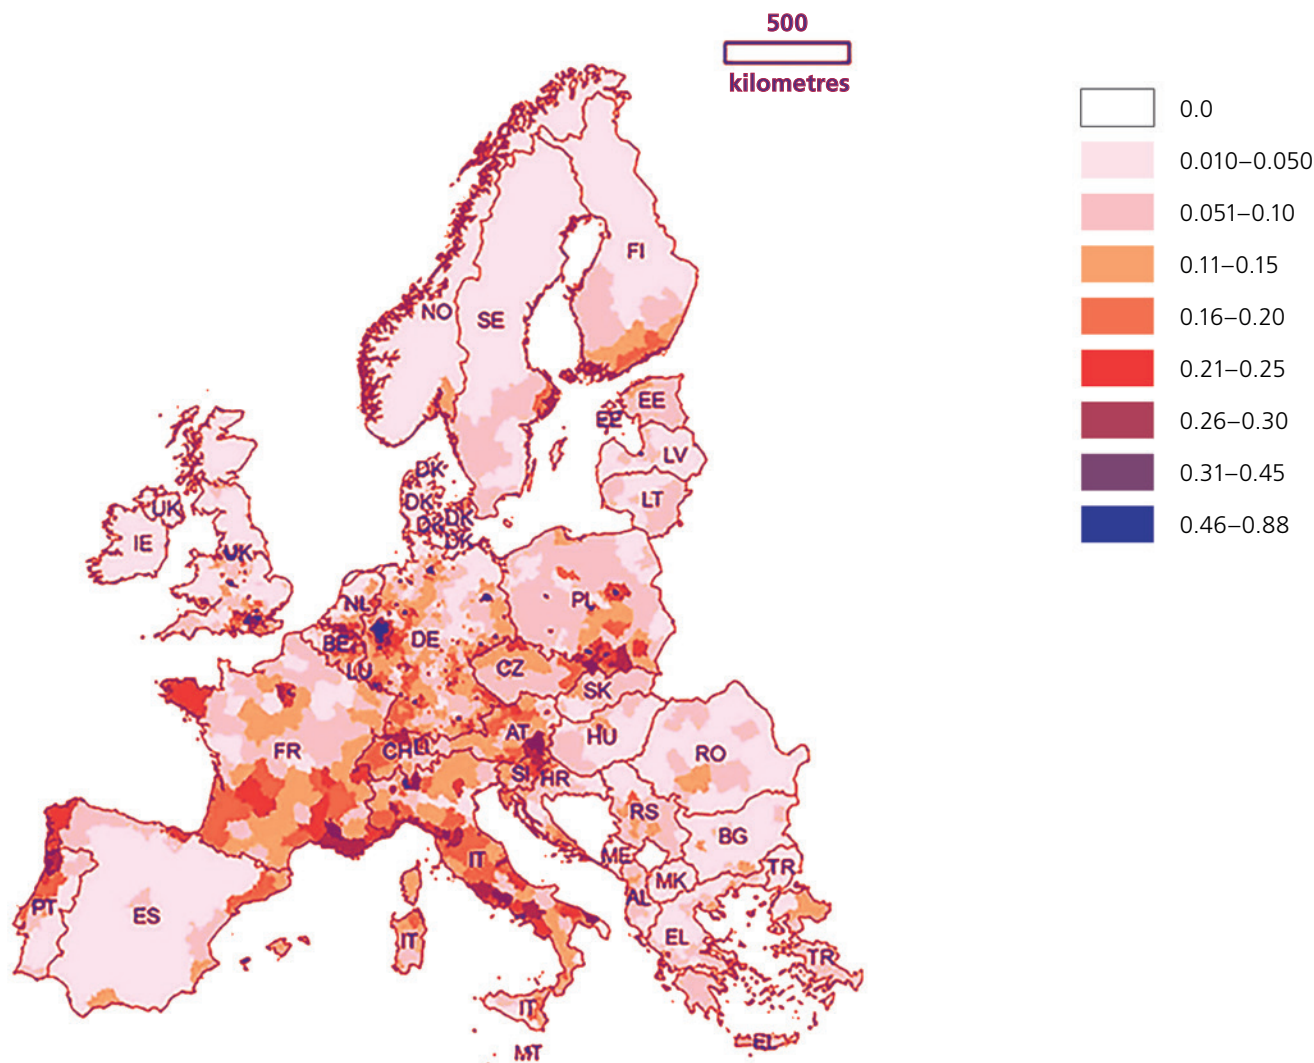 500
kilometres
0.0
0.010–0.050
0.051–0.10
0.11–0.15
0.16–0.20
0.21–0.25
0.26–0.30
0.31–0.45
0.46–0.88
FI
NO
SE
EE
EE
LV
LT
DK
DK
DK
DK
DK
UK
IE
UK
NL
PL
BE
DE
LU
CZ
SK
FR
CH
LI
AT
HU
RO
SI
HR
RS
BG
ME
IT
TR
MK
AL
PT
ES
IT
EL
TR
IT
EL
MT